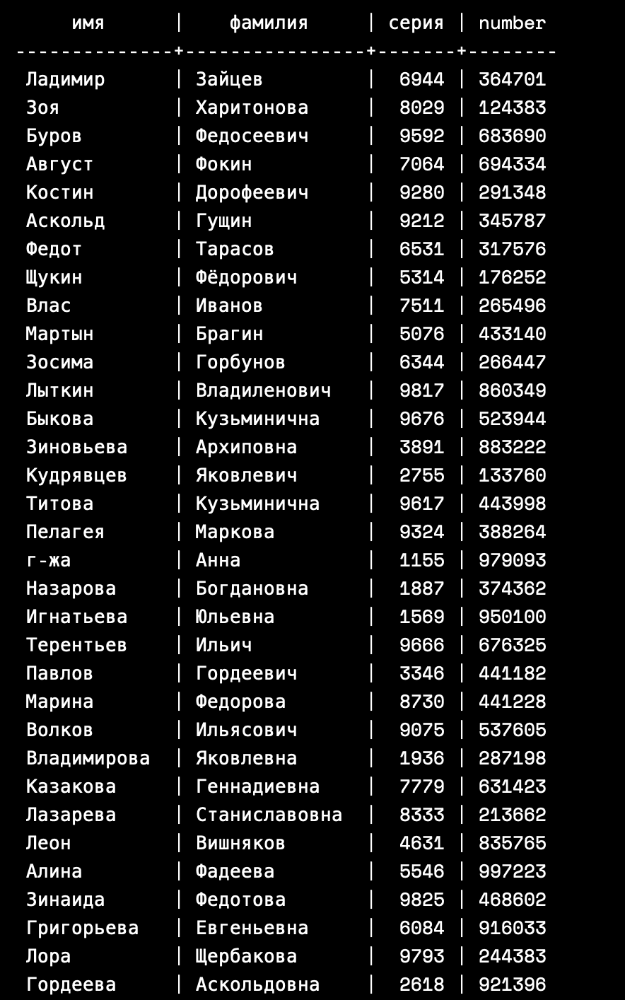 имя | фамилия | серия | number
--------------+----------------+-------+--------
Ладимир | Зайцев | 6944 | 364701
Зоя | Харитонова | 8029 | 124383
Буров | Федосеевич | 9592 | 683690
Август | Фокин | 7064 | 694334
Костин | Дорофеевич | 9280 | 291348
Аскольд | Гущин | 9212 | 345787
Федот | Тарасов | 6531 | 317576
Щукин | Фёдорович | 5314 | 176252
Влас | Иванов | 7511 | 265496
Мартын | Брагин | 5076 | 433140
Зосима | Горбунов | 6344 | 266447
Лыткин | Владиленович | 9817 | 860349
Быкова | Кузьминична | 9676 | 523944
Зиновьева | Архиповна | 3891 | 883222
Кудрявцев | Яковлевич | 2755 | 133760
Титова | Кузьминична | 9617 | 443998
Пелагея | Маркова | 9324 | 388264
г-жа | Анна | 1155 | 979093
Назарова | Богдановна | 1887 | 374362
Игнатьева | Юльевна | 1569 | 950100
Терентьев | Ильич | 9666 | 676325
Павлов | Гордеевич | 3346 | 441182
Марина | Федорова | 8730 | 441228
Волков | Ильясович | 9075 | 537605
Владимирова | Яковлевна | 1936 | 287198
Казакова | Геннадиевна | 7779 | 631423
Лазарева | Станиславовна | 8333 | 213662
Леон | Вишняков | 4631 | 835765
Алина | Фадеева | 5546 | 997223
Зинаида | Федотова | 9825 | 468602
Григорьева | Евгеньевна | 6084 | 916033
Лора | Щербакова | 9793 | 244383
Гордеева | Аскольдовна | 2618 | 921396